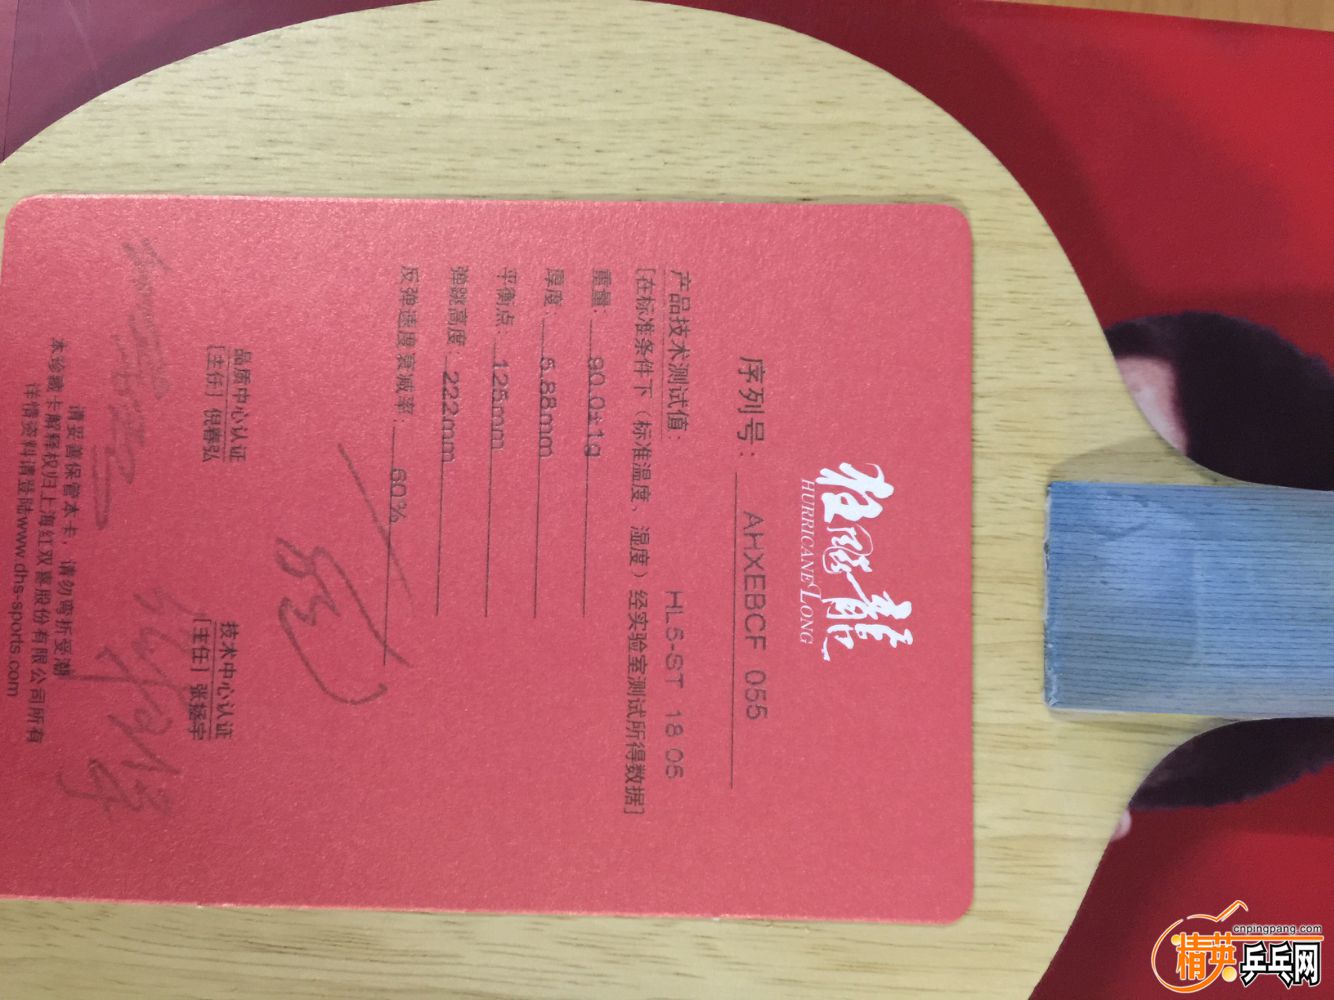 狂飚龍
HURRICANE LONG
序列号：AHXEBCF 055
产品技术测试值： HL5-ST 18 05
[在标准条件下（标准温度、湿度）经实验室测试所得数据]
重量：90.0±1g
厚度：5.88mm
平衡点：125mm
弹跳高度：222mm
反弹速度衰减率：60%
品质中心认证 技术中心认证
[主任] 倪春弘 [主任]
请妥善保管本卡，请勿弯折受潮
本珍藏卡解释权归上海红双喜股份有限公司所有
详情资料请登陆www.dhs-sports.com
cnpingpang.com
精英乒乓网